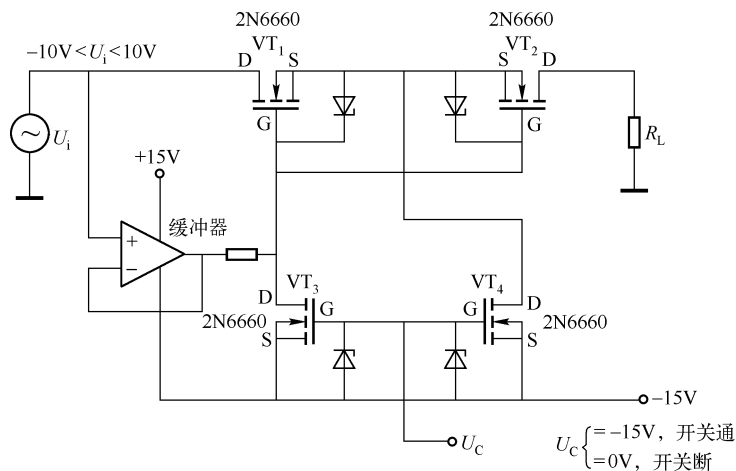 2N6660
2N6660
−10V<Ui<10V
VT1
VT2
D
S
S
D
G
G
Ui
RL
+15V
缓冲器
+
−
VT3
VT4
D
G
G
D
2N6660
2N6660
S
S
−15V
UC
UC{=−15V，开关通
=0V，开关断